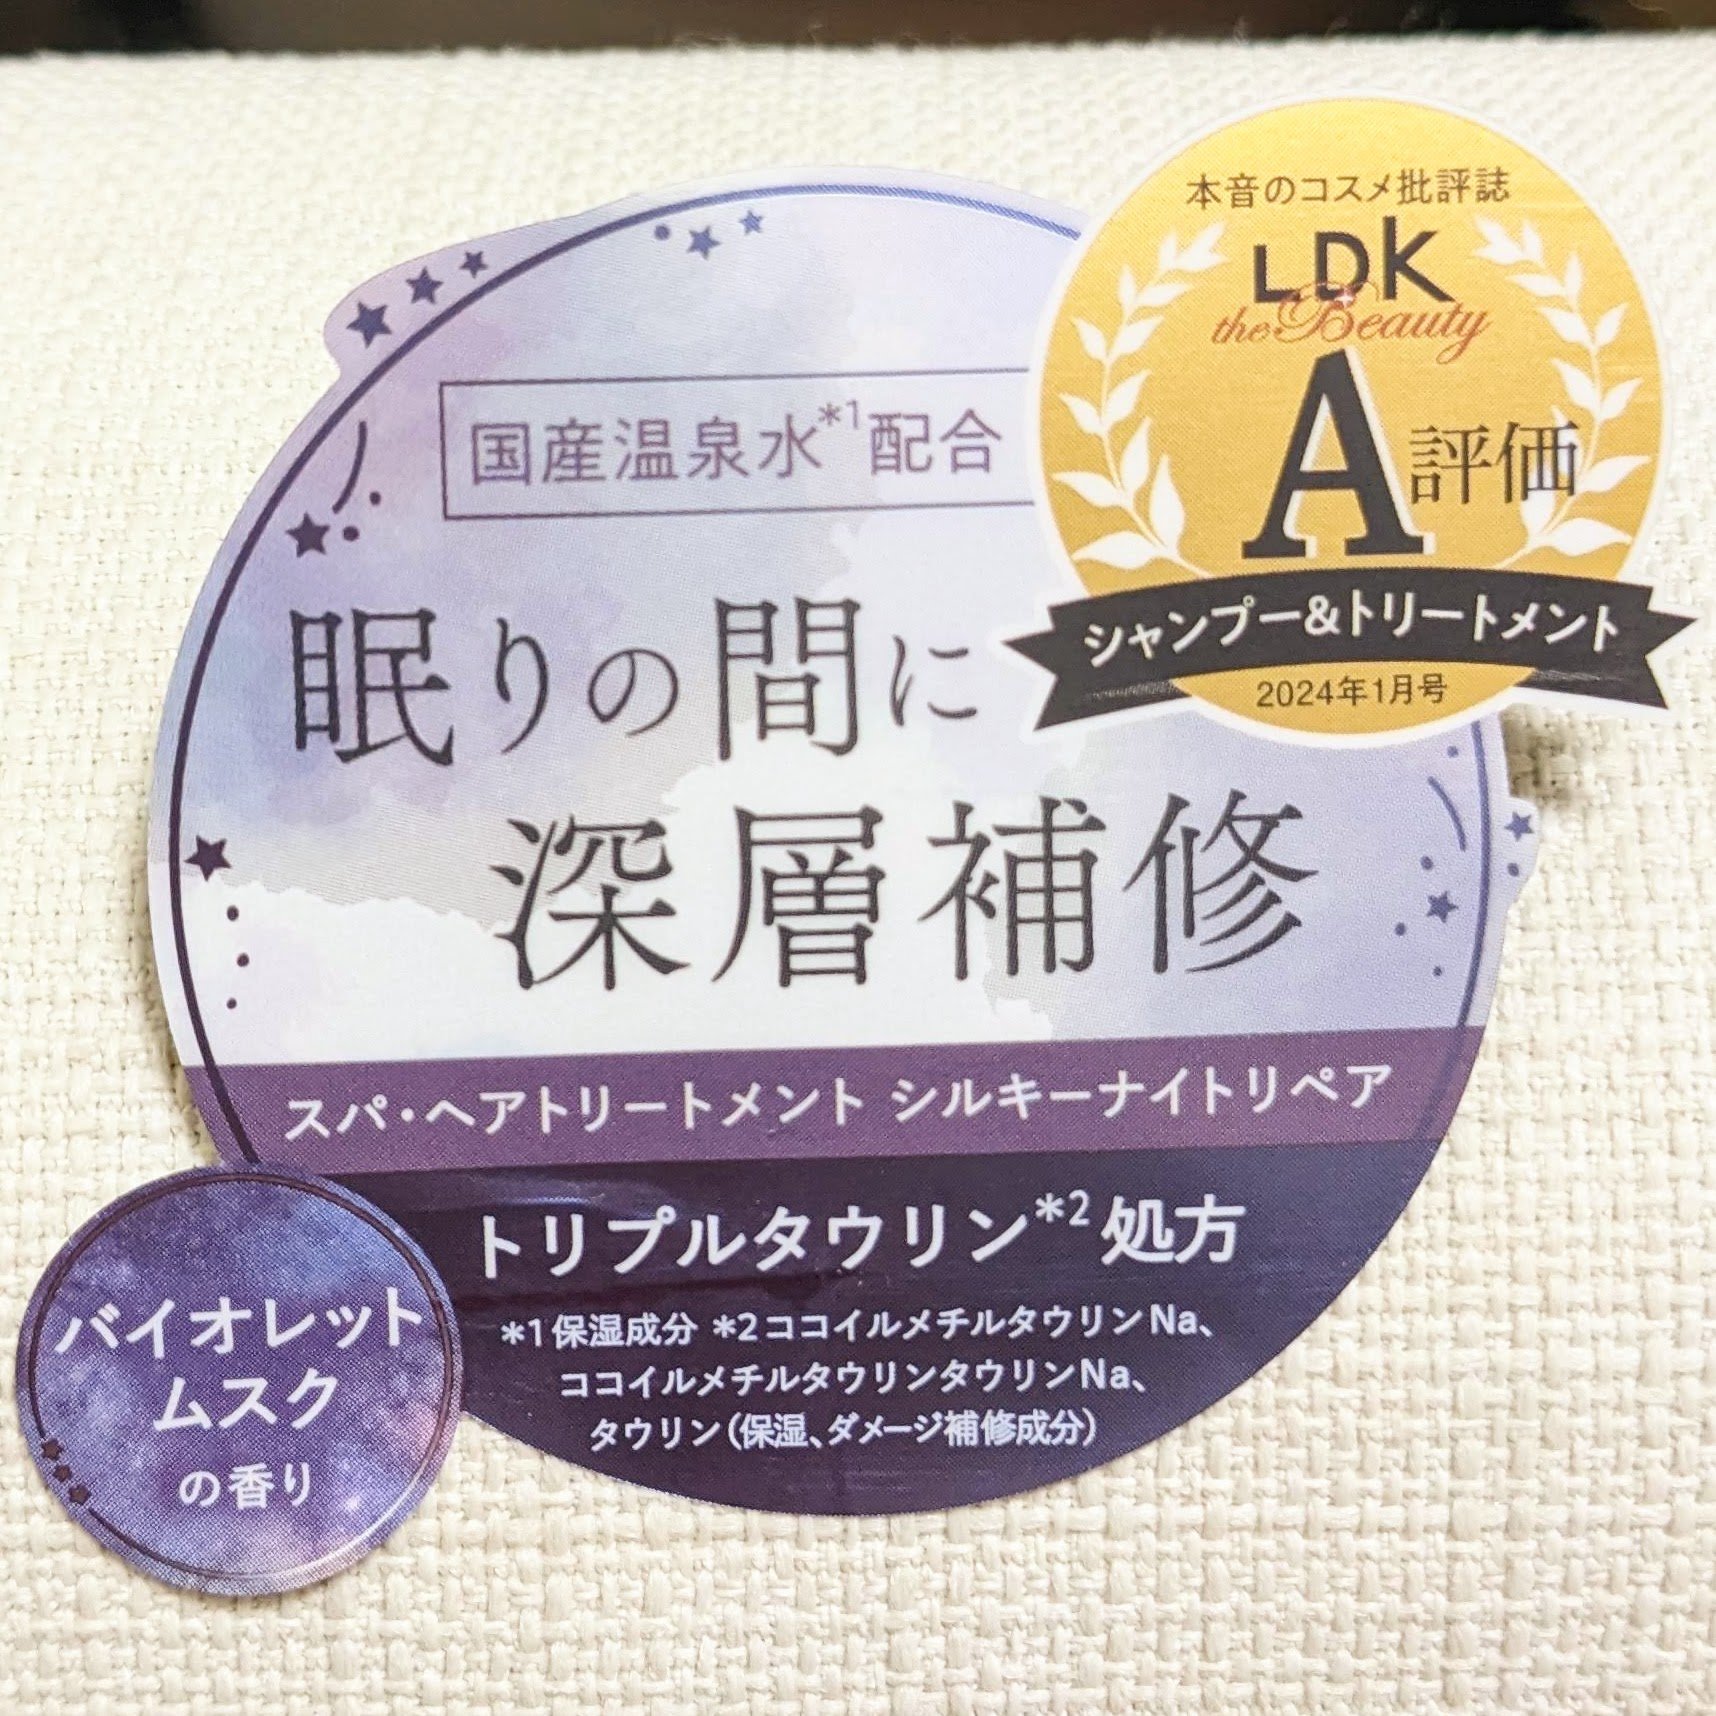 本音のコスメ批評誌
LDK
the Beauty
A評価
シャンプー&トリートメント
2024年1月号
国産温泉水*1配合
眠りの間に
深層補修
スパ・ヘアトリートメント シルキーナイトリペア
トリプルタウリン*2処方
*1保湿成分 *2ココイルメチルタウリンNa、
ココイルメチルタウリンタウリンNa、
タウリン(保湿、ダメージ補修成分)
バイオレット
ムスク
の香り